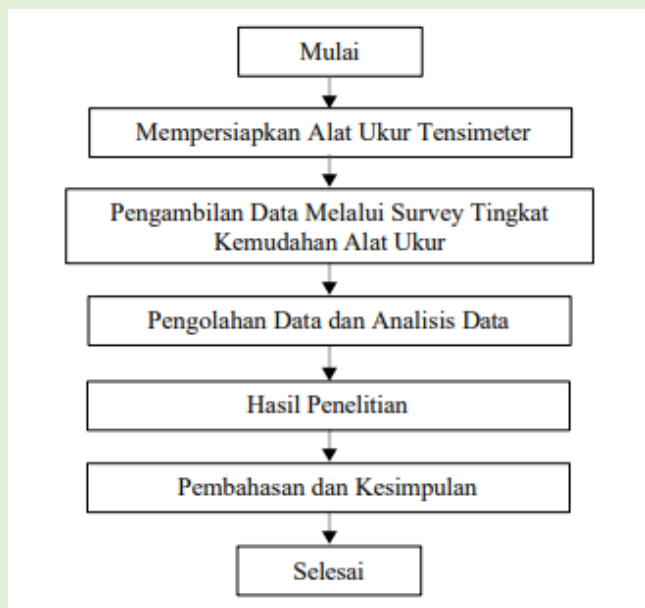 Mulai
Mempersiapkan Alat Ukur Tensimeter
Pengambilan Data Melalui Survey Tingkat
Kemudahan Alat Ukur
Pengolahan Data dan Analisis Data
Hasil Penelitian
Pembahasan dan Kesimpulan
Selesai